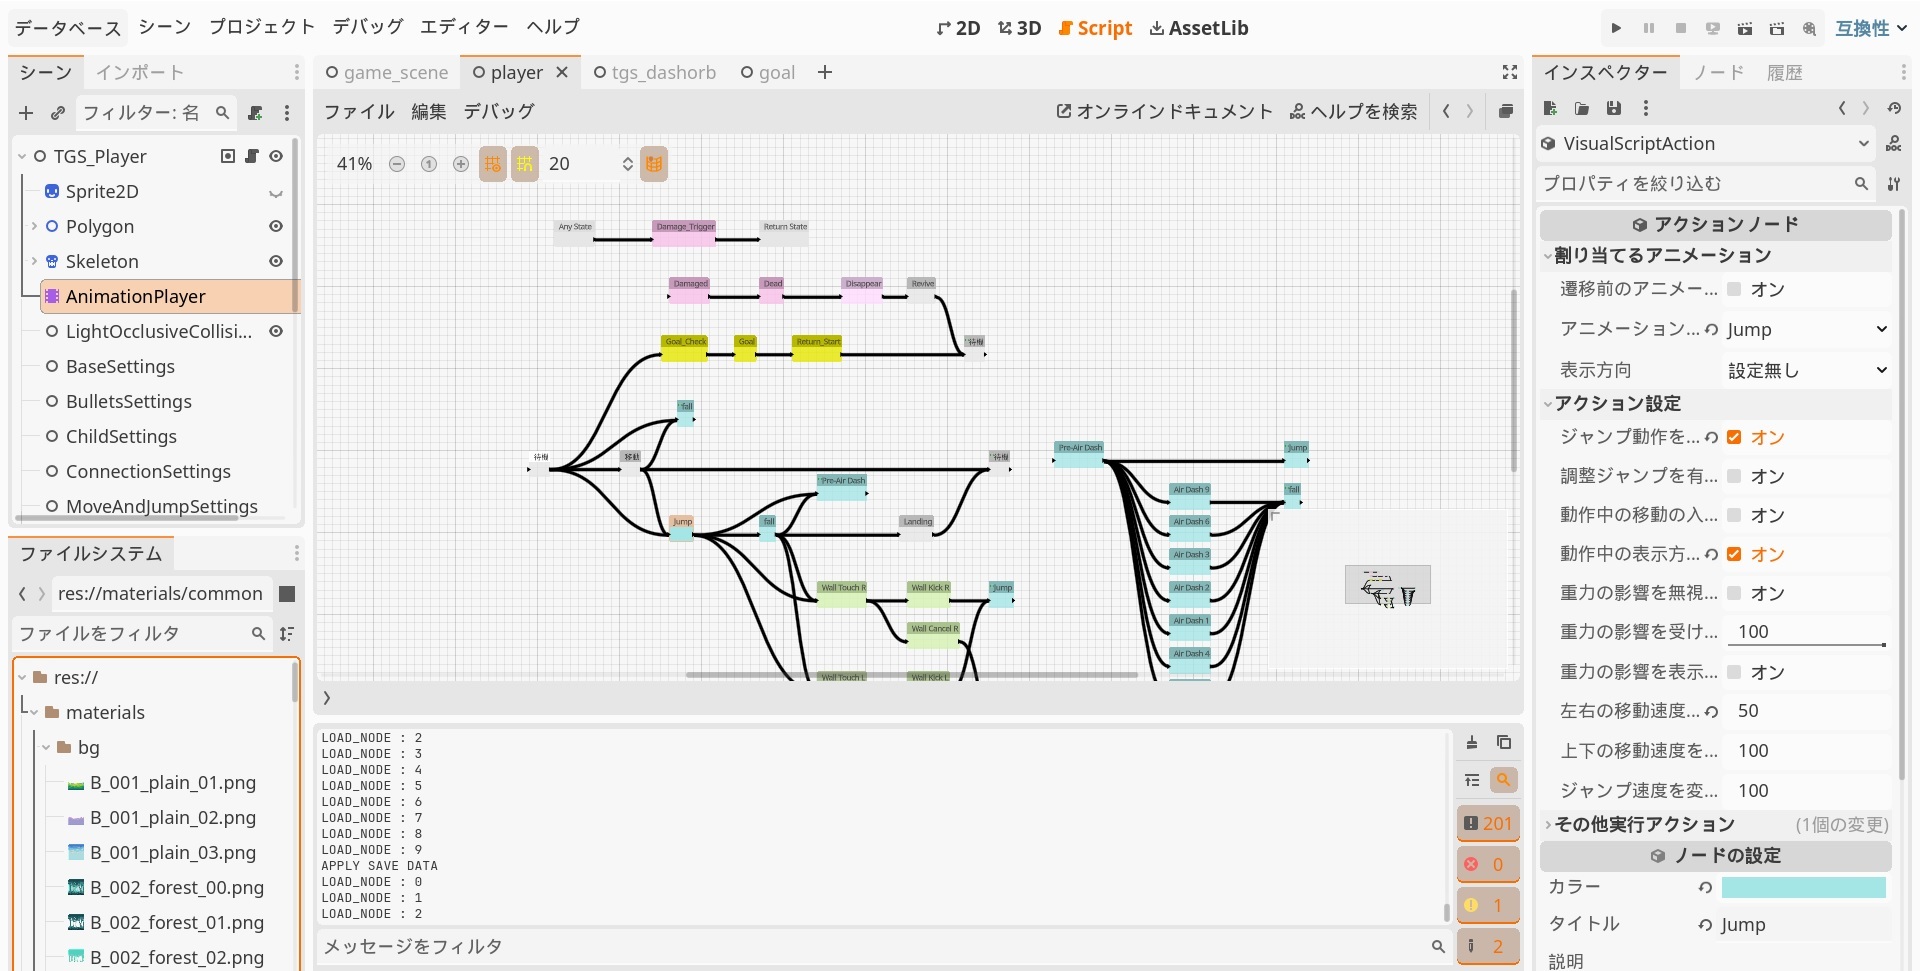 データベース シーン プロジェクト デバッグ エディター ヘルプ
2D 3D Script AssetLib
互換性
シーン インポート
フィルター: 名
TGS_Player
Sprite2D
Polygon
Skeleton
AnimationPlayer
LightOcclusiveCollisi...
BaseSettings
BulletsSettings
ChildSettings
ConnectionSettings
MoveAndJumpSettings
ファイルシステム
res://materials/common
ファイルをフィルタ
res://
materials
bg
B_001_plain_01.png
B_001_plain_02.png
B_001_plain_03.png
B_002_forest_00.png
B_002_forest_01.png
B_002_forest_02.png
game_scene player tgs_dashorb goal
ファイル 編集 デバッグ
オンラインドキュメント ヘルプを検索
41% 1 20
Any State Damage_Trigger Return State
Damaged Dead Disappear Revive
Goal_Check Goal Return_Start '待機
'fall
待機 移動 '待機
'Pre-Air Dash
Jump fall Landing
Wall Touch R Wall Kick R 'Jump
Wall Cancel R
Wall Touch L Wall Kick L
Pre-Air Dash 'Jump
Air Dash 9 'fall
Air Dash 6
Air Dash 3
Air Dash 2
Air Dash 1
Air Dash 4
LOAD_NODE : 2
LOAD_NODE : 3
LOAD_NODE : 4
LOAD_NODE : 5
LOAD_NODE : 6
LOAD_NODE : 7
LOAD_NODE : 8
LOAD_NODE : 9
APPLY SAVE DATA
LOAD_NODE : 0
LOAD_NODE : 1
LOAD_NODE : 2
メッセージをフィルタ
201
0
1
2
インスペクター ノード 履歴
VisualScriptAction
プロパティを絞り込む
アクションノード
割り当てるアニメーション
遷移前のアニメー... オン
アニメーション... Jump
表示方向 設定無し
アクション設定
ジャンプ動作を... オン
調整ジャンプを有... オン
動作中の移動の入... オン
動作中の表示方... オン
重力の影響を無視... オン
重力の影響を受け... 100
重力の影響を表示... オン
左右の移動速度... 50
上下の移動速度を... 100
ジャンプ速度を変... 100
その他実行アクション (1個の変更)
ノードの設定
カラー
タイトル Jump
説明